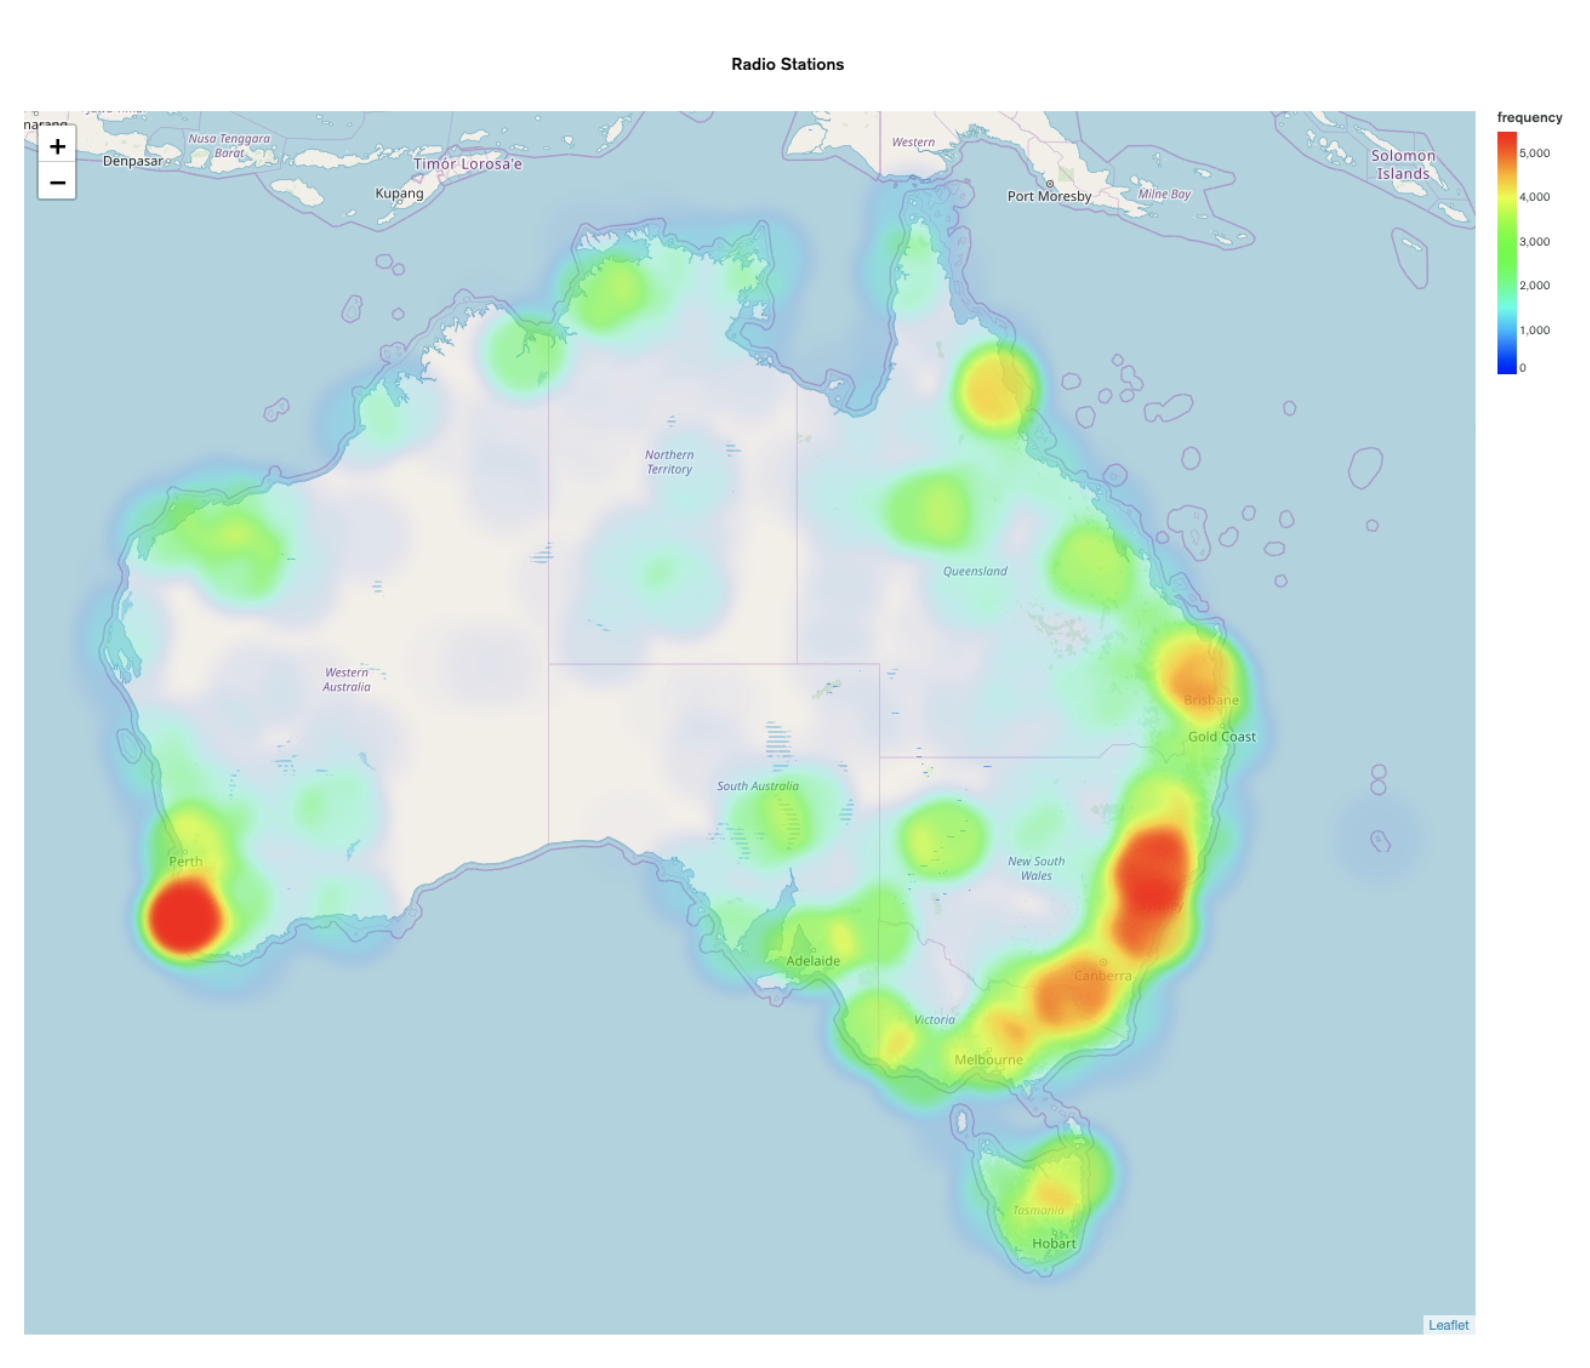 Radio Stations
frequency
5,000
4,000
3,000
2,000
1,000
0
+
−
Denpasar
Nusa Tenggara
Barat
Timór Lorosa'e
Kupang
Western
Port Moresby
Milne Bay
Solomon
Islands
Northern
Territory
Queensland
Western
Australia
Brisbane
Gold Coast
South Australia
New South
Wales
Perth
Adelaide
Canberra
Victoria
Melbourne
Tasmania
Hobart
Leaflet